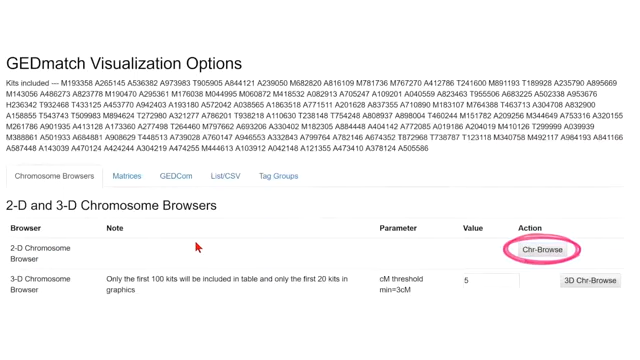 GEDmatch Visualization Options
Kits included --- M193358 A265145 A536382 A973983 T905905 A844121 A239050 M682820 A816109 M781736 M767270 A412786 T241600 M891193 T189928 A235790 A895669
M143056 A486273 A823778 M190470 A295361 M176038 M044995 M060872 M418532 A082913 A705247 A109201 A040559 A823463 T955506 A683225 A502338 A953676
H236342 T932468 T433125 A453770 A942403 A193180 A572042 A038565 A1863518 A771511 A201628 A837355 A710890 M183107 M764388 T463713 A304708 A832900
A158855 T543743 T509983 M894624 T272980 A321277 A786201 T938218 A110630 T238148 T754248 A808937 A898004 T460244 M151782 A209256 M344649 A753316 A320155
M261786 A901935 A413128 A173360 A277498 T264460 M797662 A693206 A330402 M182305 A884448 A404142 A772085 A019186 A204019 M410126 T299999 A039939
M388861 A501933 A684881 A908629 T448513 A739028 A760147 A946553 A332843 A799764 A782146 A674352 T872968 T738787 T123118 M340758 M492117 A984193 A841166
A587448 A143039 A470124 A424244 A304219 A474255 M444613 A103912 A042148 A121355 A473410 A378124 A505586
Chromosome Browsers Matrices GEDCom List/CSV Tag Groups
2-D and 3-D Chromosome Browsers
Browser Note Parameter Value Action
2-D Chromosome
Browser
Chr-Browse
3-D Chromosome
Browser
Only the first 100 kits will be included in table and only the first 20 kits in
graphics
cM threshold
min=3cM
5
3D Chr-Browse